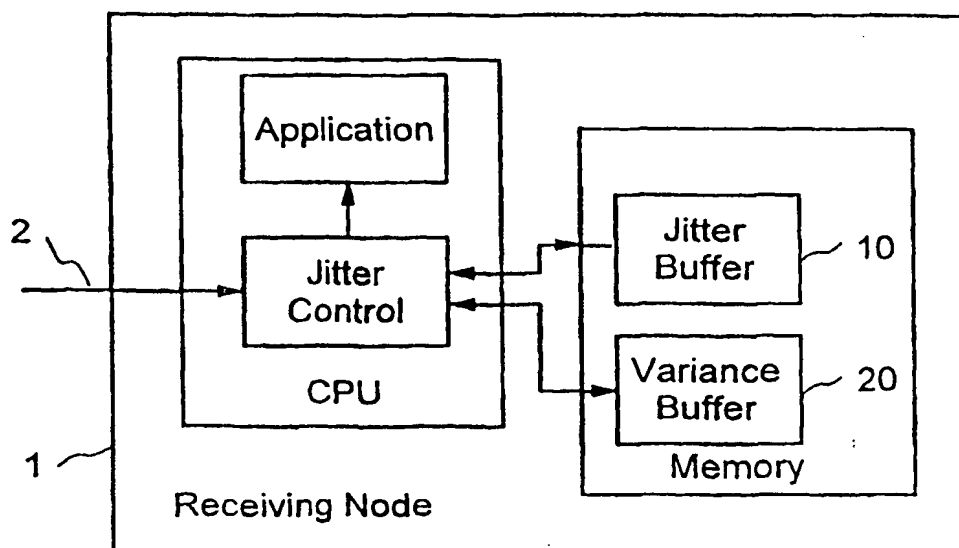 Application
2
Jitter
Control
CPU
Jitter
Buffer
10
Variance
Buffer
20
Memory
1
Receiving Node